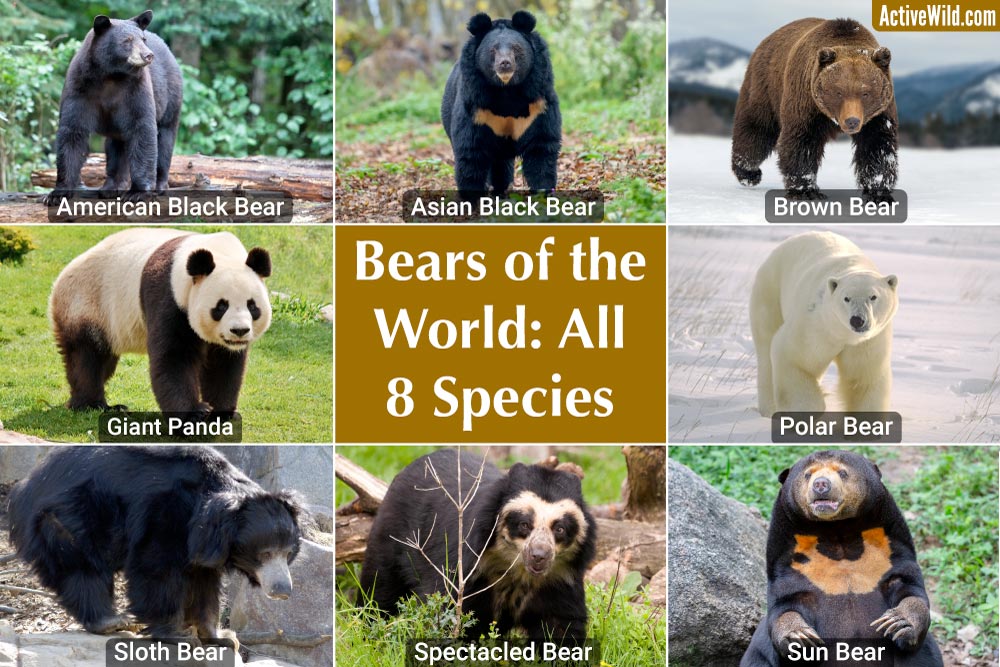 ActiveWild.com
American Black Bear
Asian Black Bear
Brown Bear
Bears of the
World: All
8 Species
Giant Panda
Polar Bear
Sloth Bear
Spectacled Bear
Sun Bear